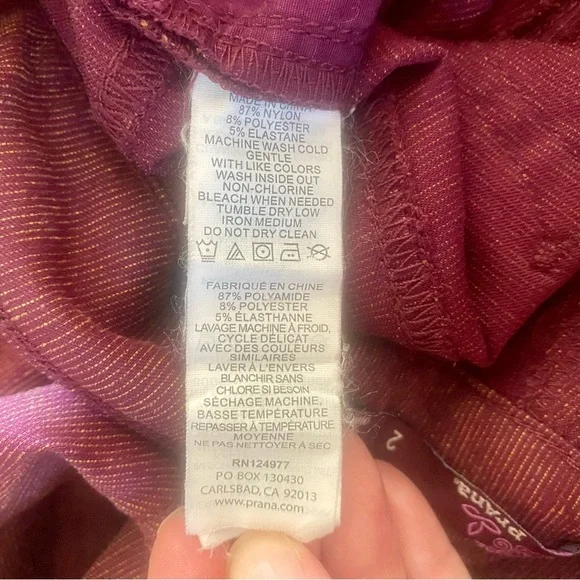 MADE IN CHINA
87% NYLON
8% POLYESTER
5% ELASTANE
MACHINE WASH COLD
GENTLE
WITH LIKE COLORS
WASH INSIDE OUT
NON-CHLORINE
BLEACH WHEN NEEDED
TUMBLE DRY LOW
IRON MEDIUM
DO NOT DRY CLEAN
FABRIQUÉ EN CHINE
87% POLYAMIDE
8% POLYESTER
5% ÉLASTHANNE
LAVAGE MACHINE À FROID,
CYCLE DÉLICAT
AVEC DES COULEURS
SIMILAIRES
LAVER À L'ENVERS
BLANCHIR SANS
CHLORE SI BESOIN
SÉCHAGE MACHINE,
BASSE TEMPÉRATURE
REPASSER À TEMPÉRATURE
MOYENNE
NE PAS NETTOYER À SEC
RN124977
PO BOX 130430
CARLSBAD, CA 92013
www.prana.com
2
prana